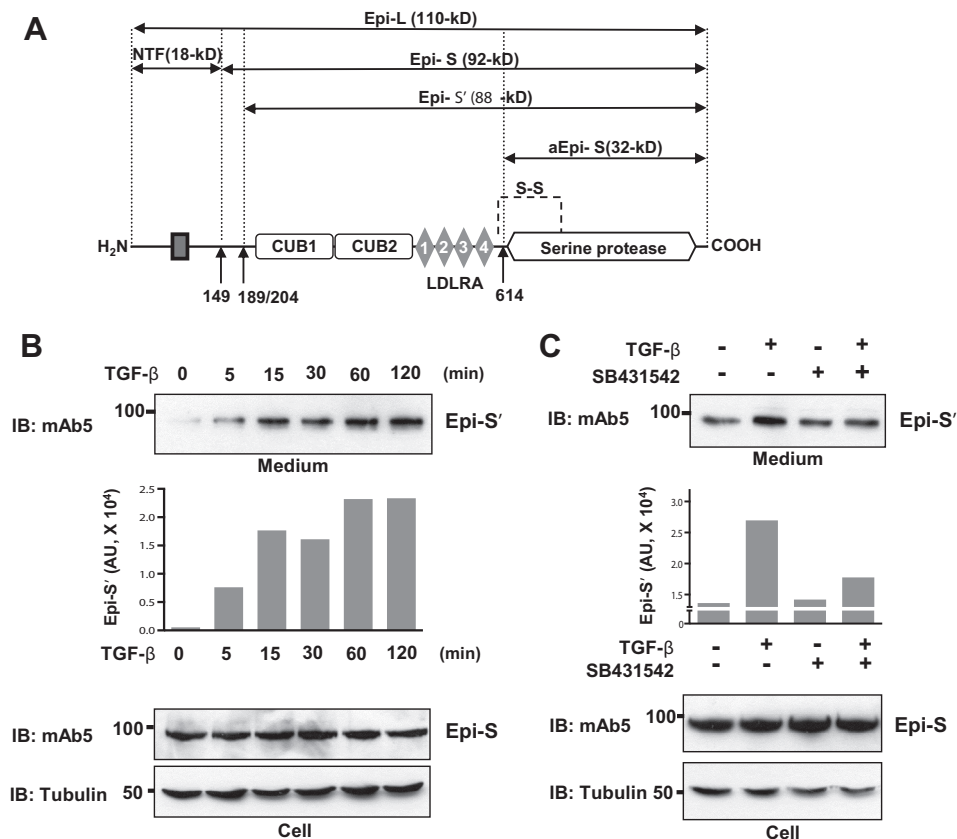 A
Epi-L (110-kD)
NTF(18-kD)
Epi- S (92-kD)
Epi- S′ (88 -kD)
aEpi- S(32-kD)
S-S
H2N
CUB1
CUB2
1
2
3
4
Serine protease
COOH
LDLRA
149
189/204
614
B
TGF-β 0 5 15 30 60 120 (min)
100
IB: mAb5
Epi-S′
Medium
Epi-S′ (AU, X 10⁴)
2.5
2.0
1.5
1.0
0.5
0.0
TGF-β 0 5 15 30 60 120 (min)
IB: mAb5
100
Epi-S
IB: Tubulin
50
Cell
C
TGF-β - + - +
SB431542 - - + +
100
IB: mAb5
Epi-S′
Medium
Epi-S′ (AU, X 10⁴)
3.0
2.5
1.5
0
TGF-β - + - +
SB431542 - - + +
IB: mAb5
100
Epi-S
IB: Tubulin
50
Cell